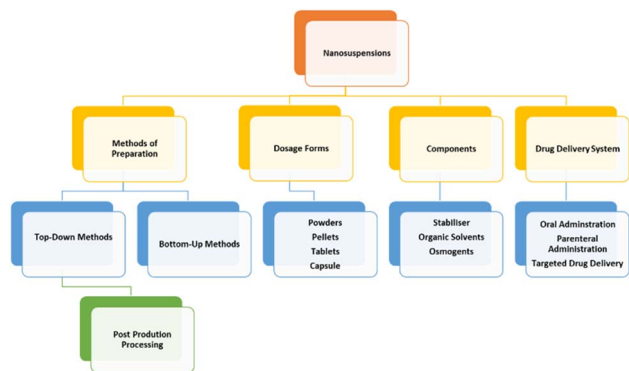 Nanosuspensions
Methods of
Preparation
Dosage Forms
Components
Drug Delivery System
Top-Down Methods
Bottom-Up Methods
Powders
Pellets
Tablets
Capsule
Stabiliser
Organic Solvents
Osmogents
Oral Adminstration
Parenteral
Administration
Targeted Drug Delivery
Post Prodution
Processing